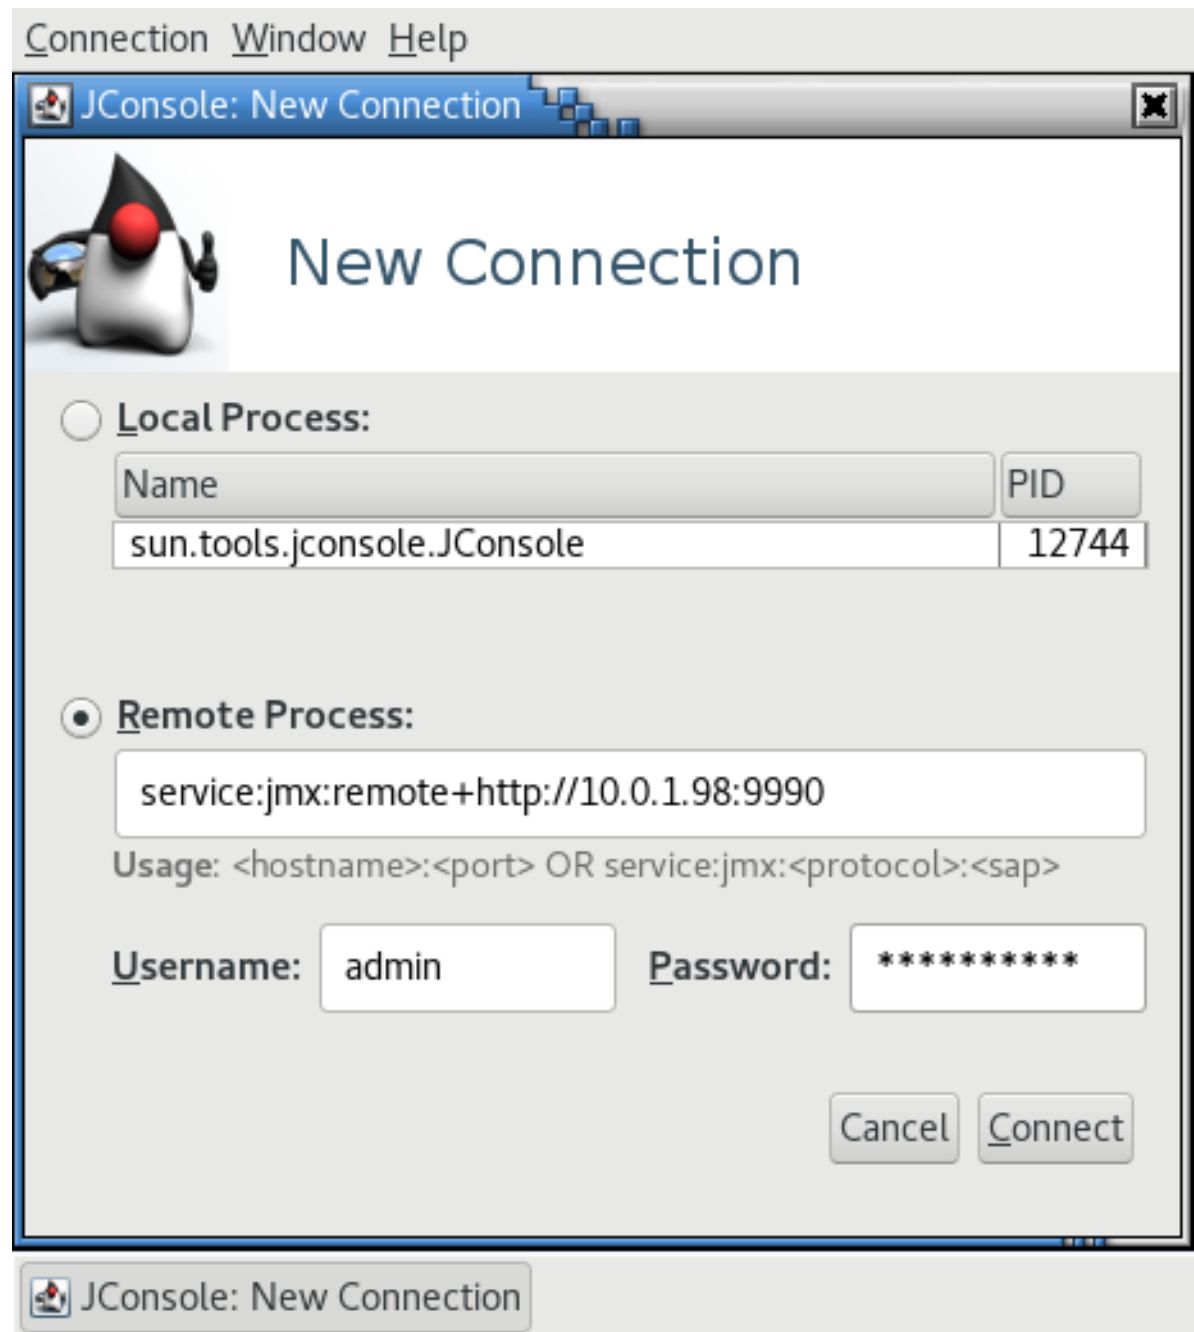 Connection Window Help
JConsole: New Connection
New Connection
Local Process:
Name PID
sun.tools.jconsole.JConsole 12744
Remote Process:
service:jmx:remote+http://10.0.1.98:9990
Usage: <hostname>:<port> OR service:jmx:<protocol>:<sap>
Username: admin Password: **********
Cancel Connect
JConsole: New Connection